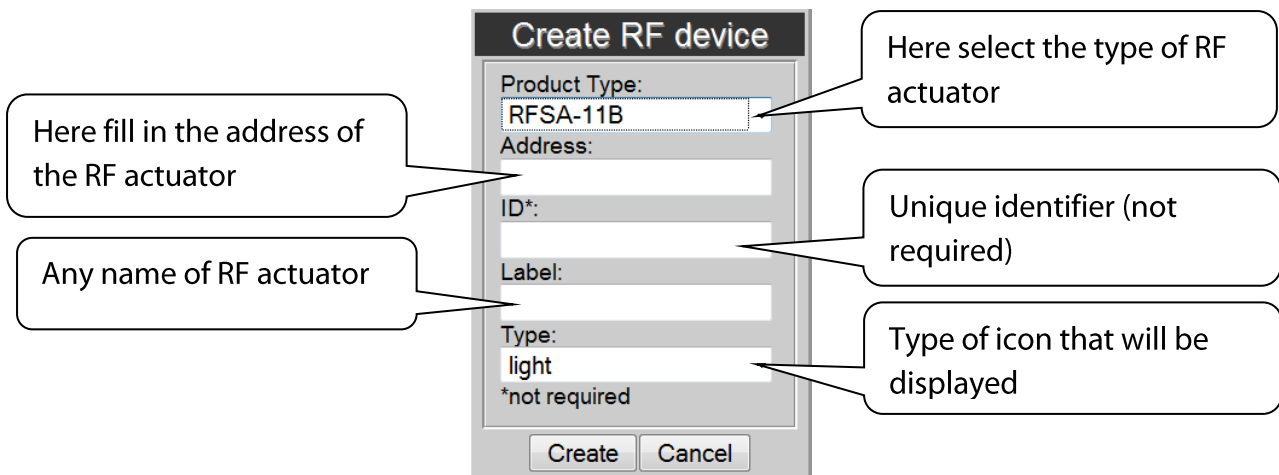 Create RF device
Product Type:
RFSA-11B
Address:
ID*:
Label:
Type:
light
*not required
Create Cancel
Here fill in the address of
the RF actuator
Any name of RF actuator
Here select the type of RF
actuator
Unique identifier (not
required)
Type of icon that will be
displayed